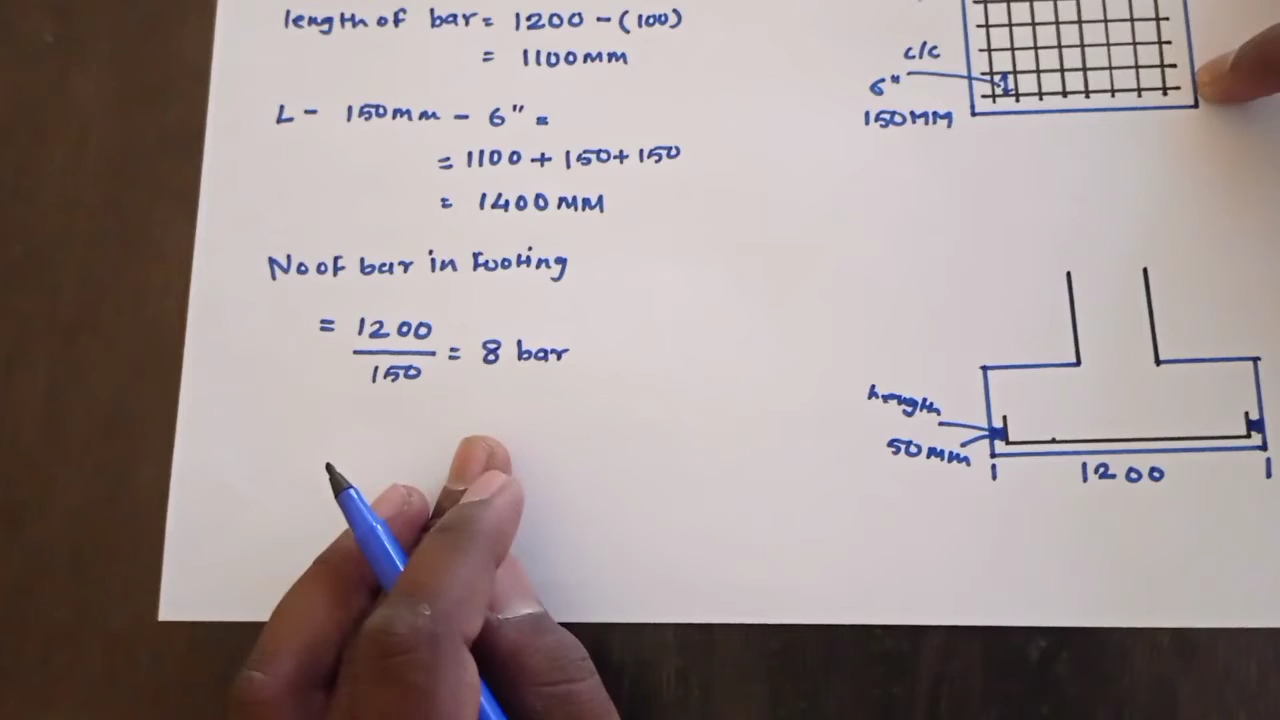 length of bar = 1200 - (100)
= 1100MM
L - 150mm - 6" =
= 1100 + 150 + 150
= 1400 MM
No of bar in Footing
= 1200
150
= 8 bar
c/c
6"
150MM
50mm
1200